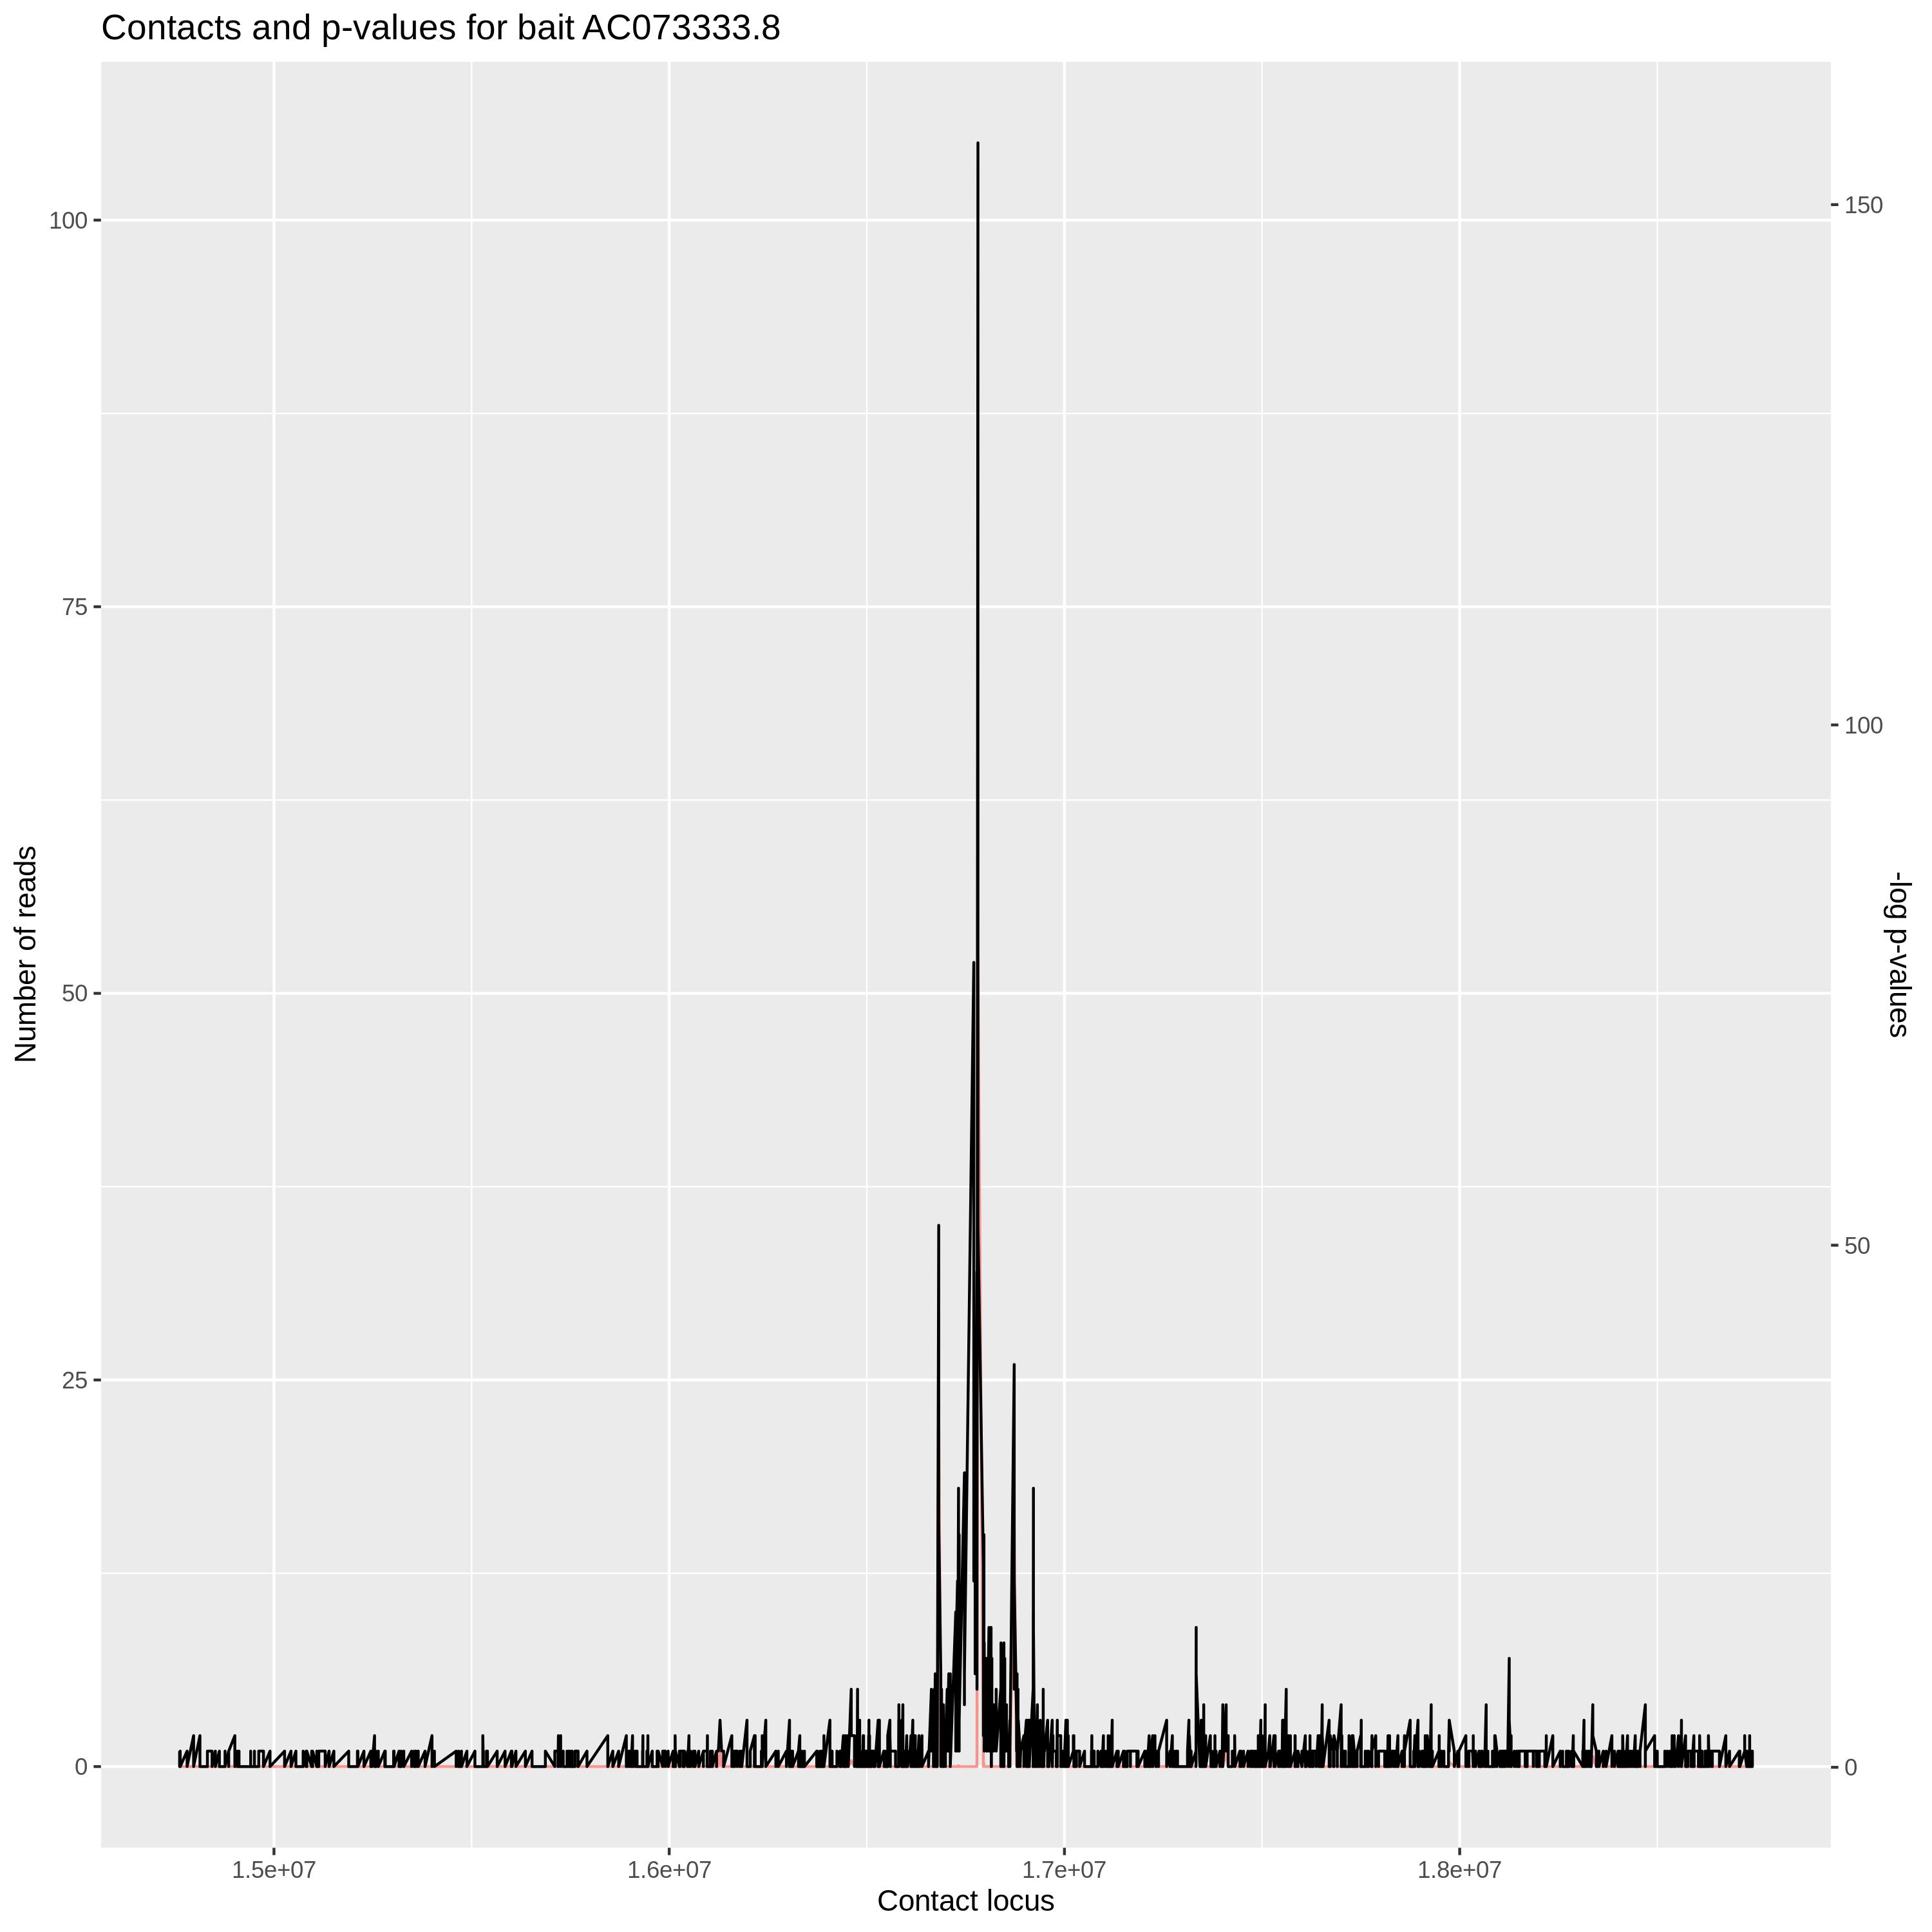 Contacts and p-values for bait AC073333.8
100
75
50
25
0
150
100
50
0
Number of reads
-log p-values
1.5e+07
1.6e+07
1.7e+07
1.8e+07
Contact locus